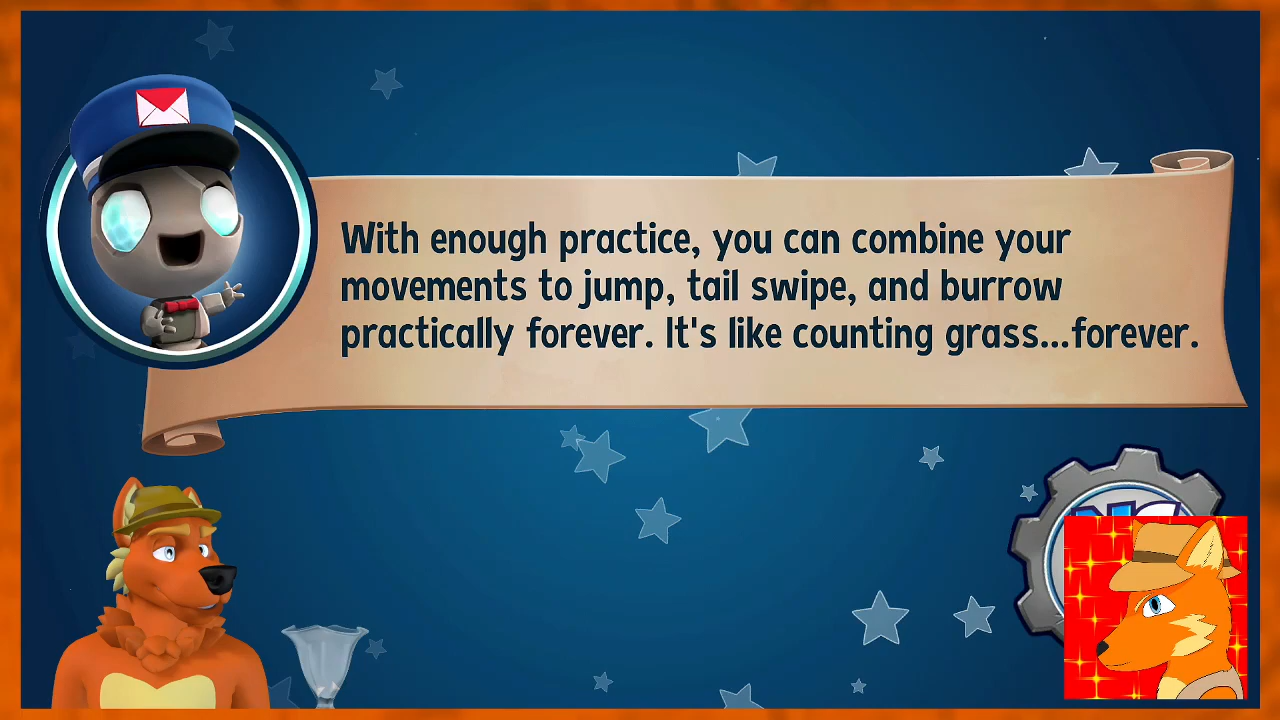 With enough practice, you can combine your
movements to jump, tail swipe, and burrow
practically forever. It's like counting grass...forever.